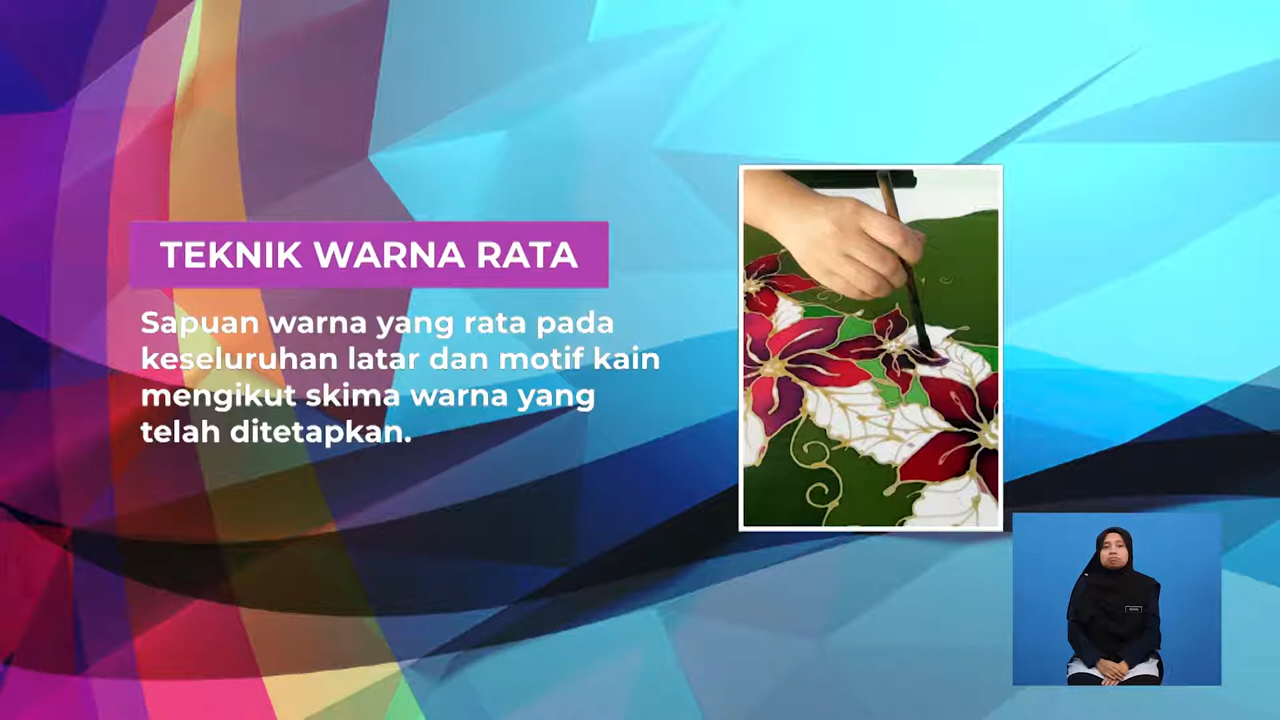 TEKNIK WARNA RATA
Sapuan warna yang rata pada
keseluruhan latar dan motif kain
mengikut skima warna yang
telah ditetapkan.